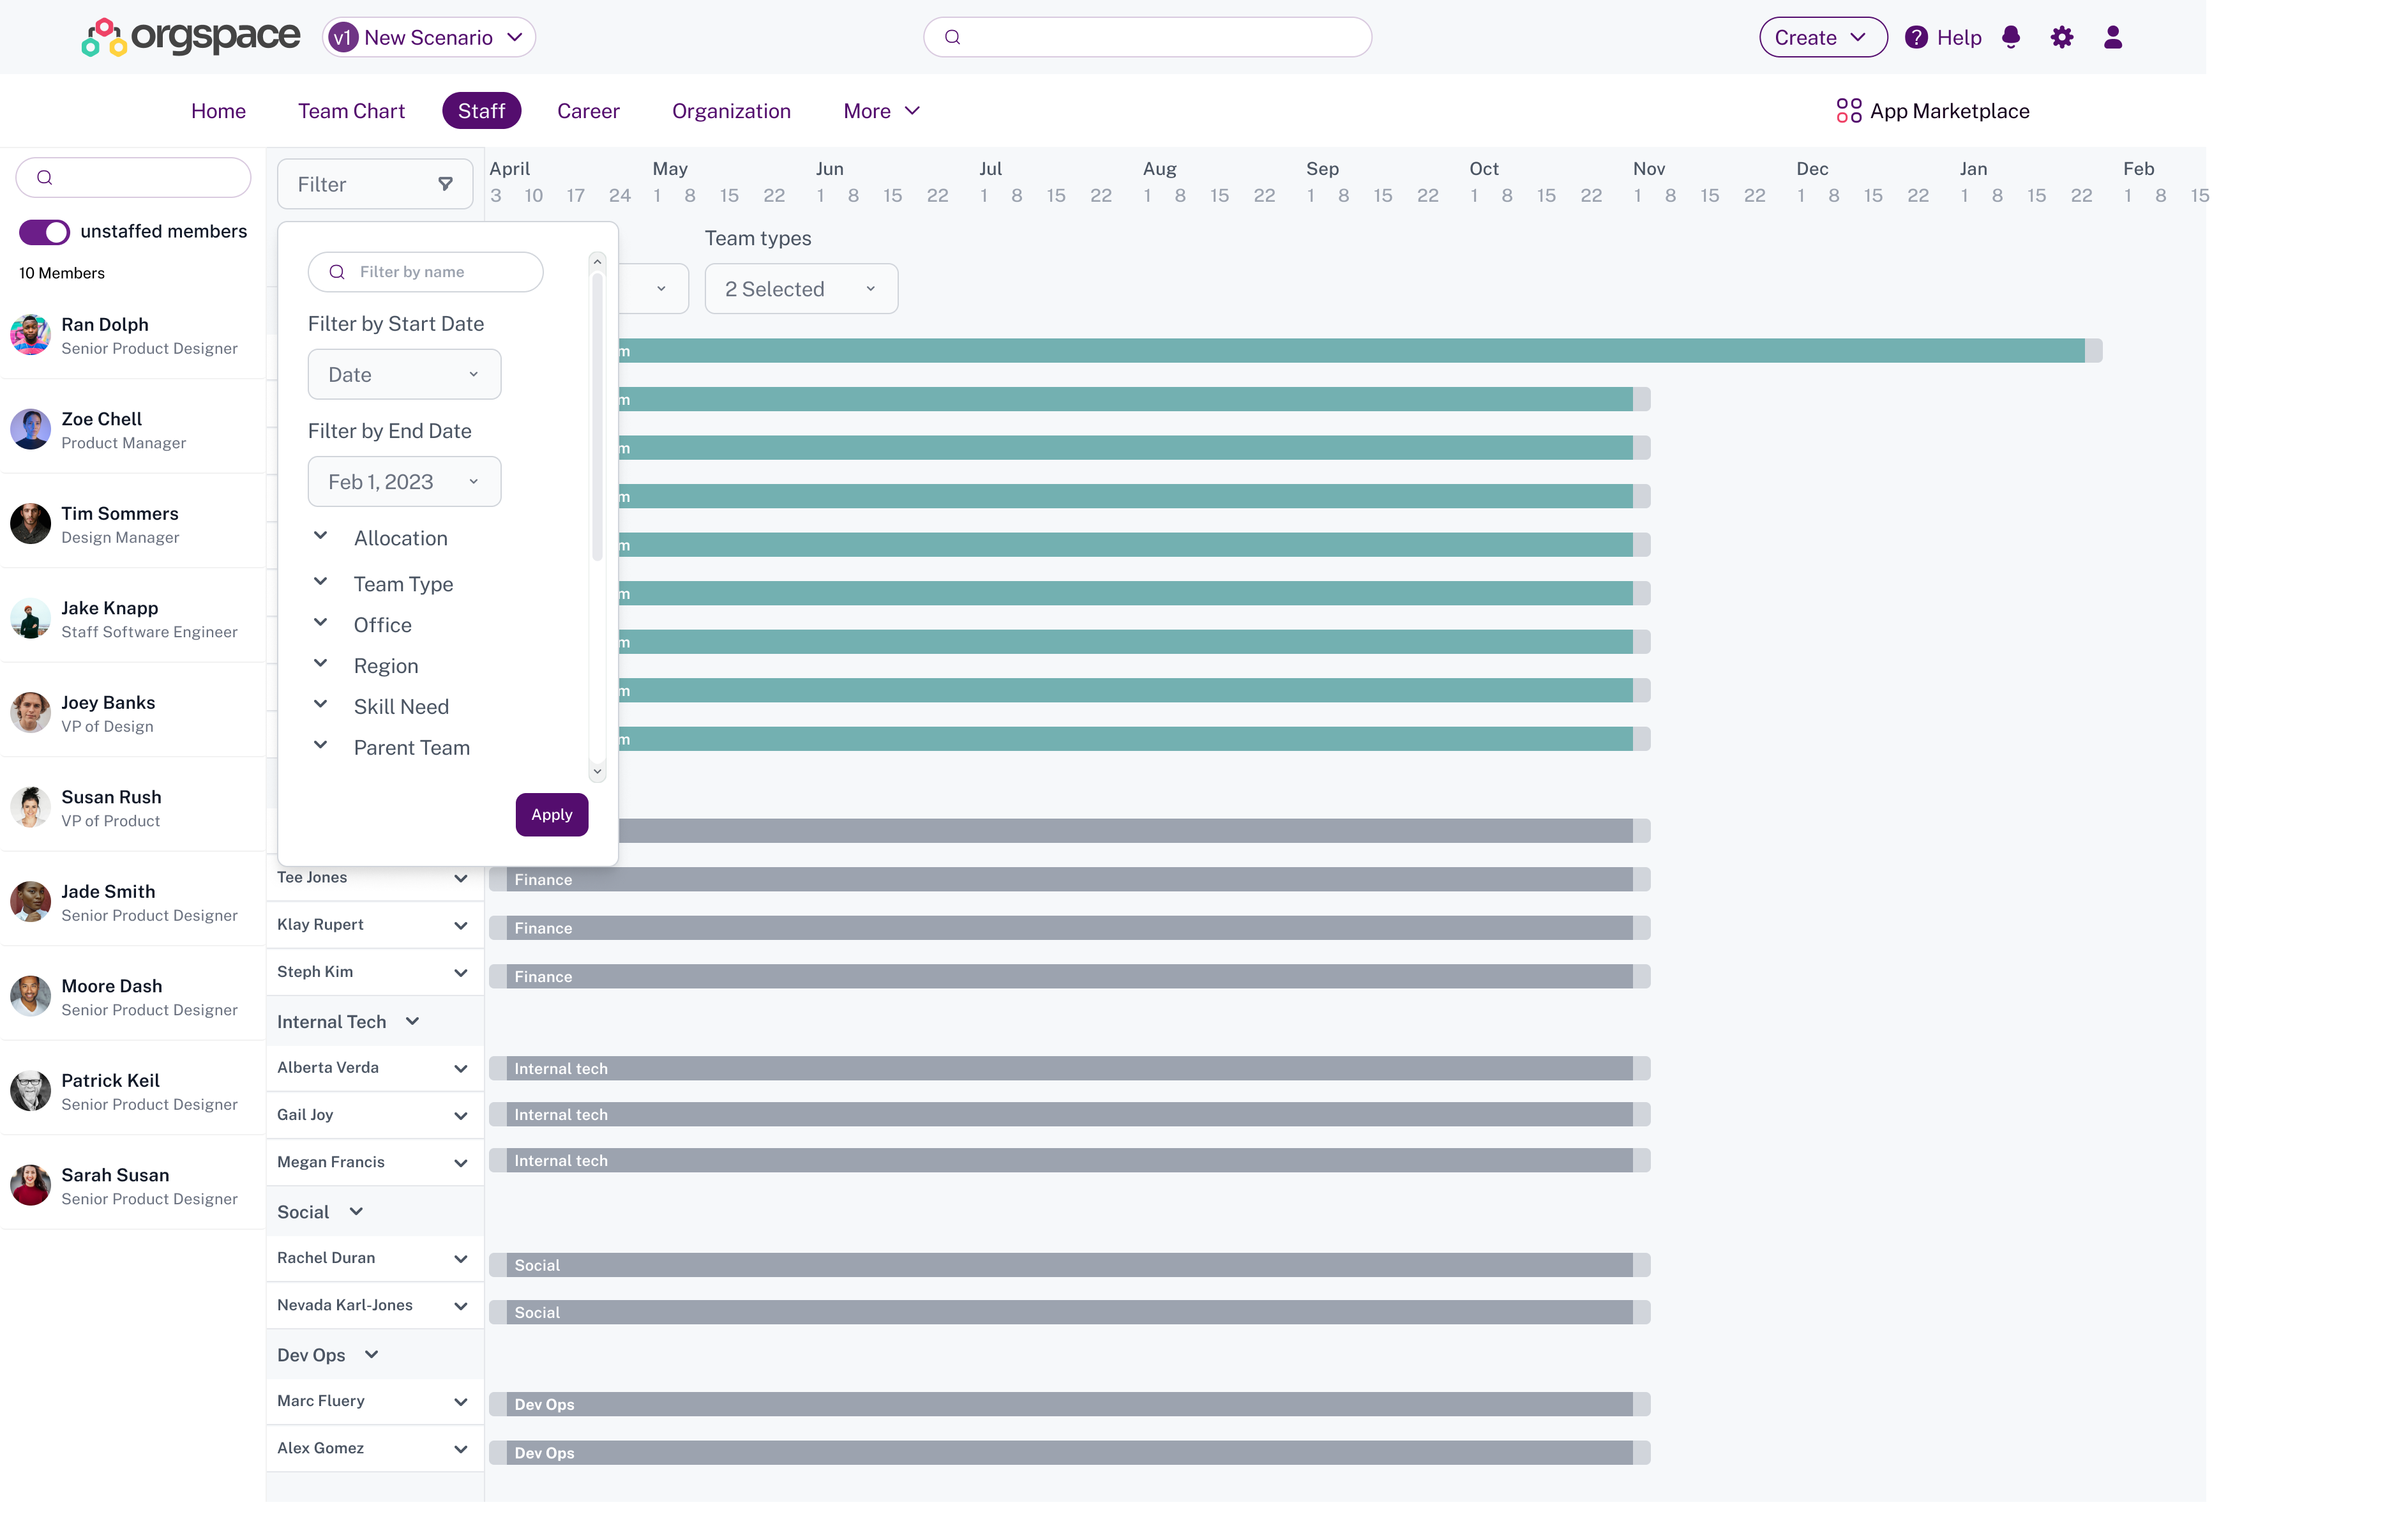 orgspace
v1 New Scenario
Create
? Help
Home Team Chart Staff Career Organization More
App Marketplace
unstaffed members
10 Members
Ran Dolph
Senior Product Designer
Zoe Chell
Product Manager
Tim Sommers
Design Manager
Jake Knapp
Staff Software Engineer
Joey Banks
VP of Design
Susan Rush
VP of Product
Jade Smith
Senior Product Designer
Moore Dash
Senior Product Designer
Patrick Keil
Senior Product Designer
Sarah Susan
Senior Product Designer
Filter
April May Jun Jul Aug Sep Oct Nov Dec Jan Feb
3 10 17 24 1 8 15 22 1 8 15 22 1 8 15 22 1 8 15 22 1 8 15 22 1 8 15 22 1 8 15 22 1 8 15 22 1 8 15 22 1 8 15
Team types
2 Selected
Filter by name
Filter by Start Date
Date
Filter by End Date
Feb 1, 2023
Allocation
Team Type
Office
Region
Skill Need
Parent Team
Apply
m
m
m
m
m
m
m
m
m
Tee Jones Finance
Klay Rupert Finance
Steph Kim Finance
Internal Tech
Alberta Verda Internal tech
Gail Joy Internal tech
Megan Francis Internal tech
Social
Rachel Duran Social
Nevada Karl-Jones Social
Dev Ops
Marc Fluery Dev Ops
Alex Gomez Dev Ops